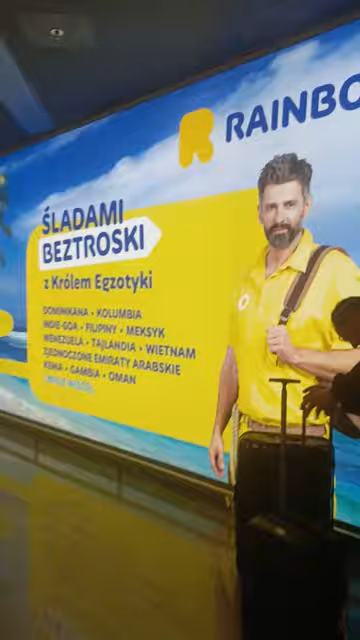 RAINBO
ŚLADAMI
BEZTROSKI
z Królem Egzotyki
DOMINIKANA • KOLUMBIA
INDIE-GOA • FILIPINY • MEKSYK
WENEZUELA • TAJLANDIA • WIETNAM
ZJEDNOCZONE EMIRATY ARABSKIE
KENIA • GAMBIA • OMAN